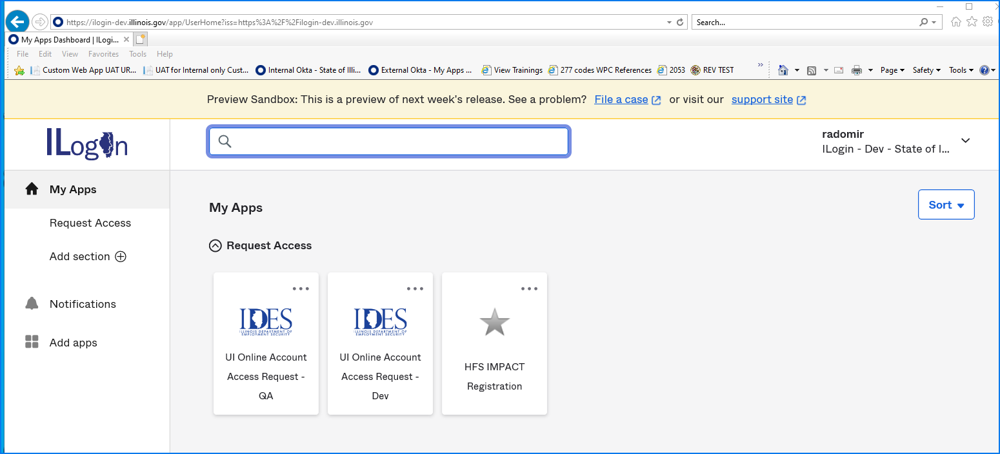 https://ilogin-dev.illinois.gov/app/UserHome?iss=https%3A%2F%2Filogin-dev.illinois.gov
Search...
My Apps Dashboard | ILogi...
File Edit View Favorites Tools Help
Custom Web App UAT UR... UAT for Internal only Cust... Internal Okta - State of Illi... External Okta - My Apps ... View Trainings 277 codes WPC References 2053 REV TEST » Page Safety Tools
Preview Sandbox: This is a preview of next week's release. See a problem? File a case or visit our support site
ILogin
radomir
ILogin - Dev - State of I...
My Apps
Request Access
Add section
Notifications
Add apps
My Apps
Sort
Request Access
IDES
ILLINOIS DEPARTMENT OF
EMPLOYMENT SECURITY
UI Online Account
Access Request -
QA
IDES
ILLINOIS DEPARTMENT OF
EMPLOYMENT SECURITY
UI Online Account
Access Request -
Dev
HFS IMPACT
Registration